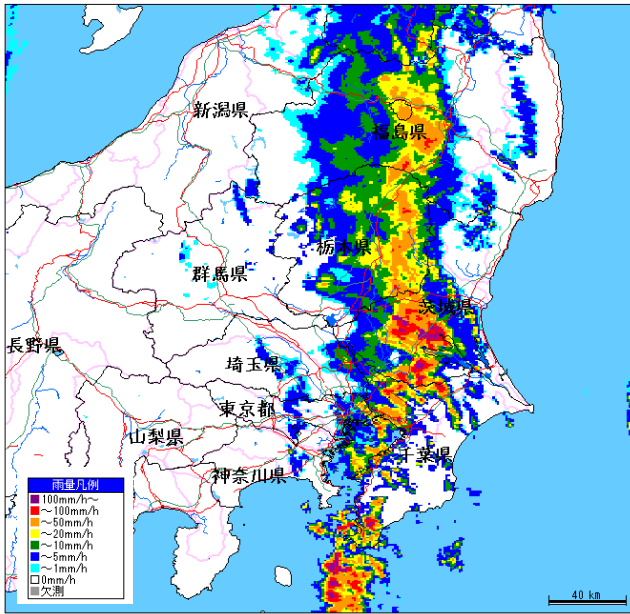 新潟県
福島県
栃木県
群馬県
茨城県
長野県
埼玉県
東京都
山梨県
千葉県
神奈川県
雨量凡例
100mm/h～
～100mm/h
～50mm/h
～20mm/h
～10mm/h
～5mm/h
～1mm/h
0mm/h
欠測
40 km